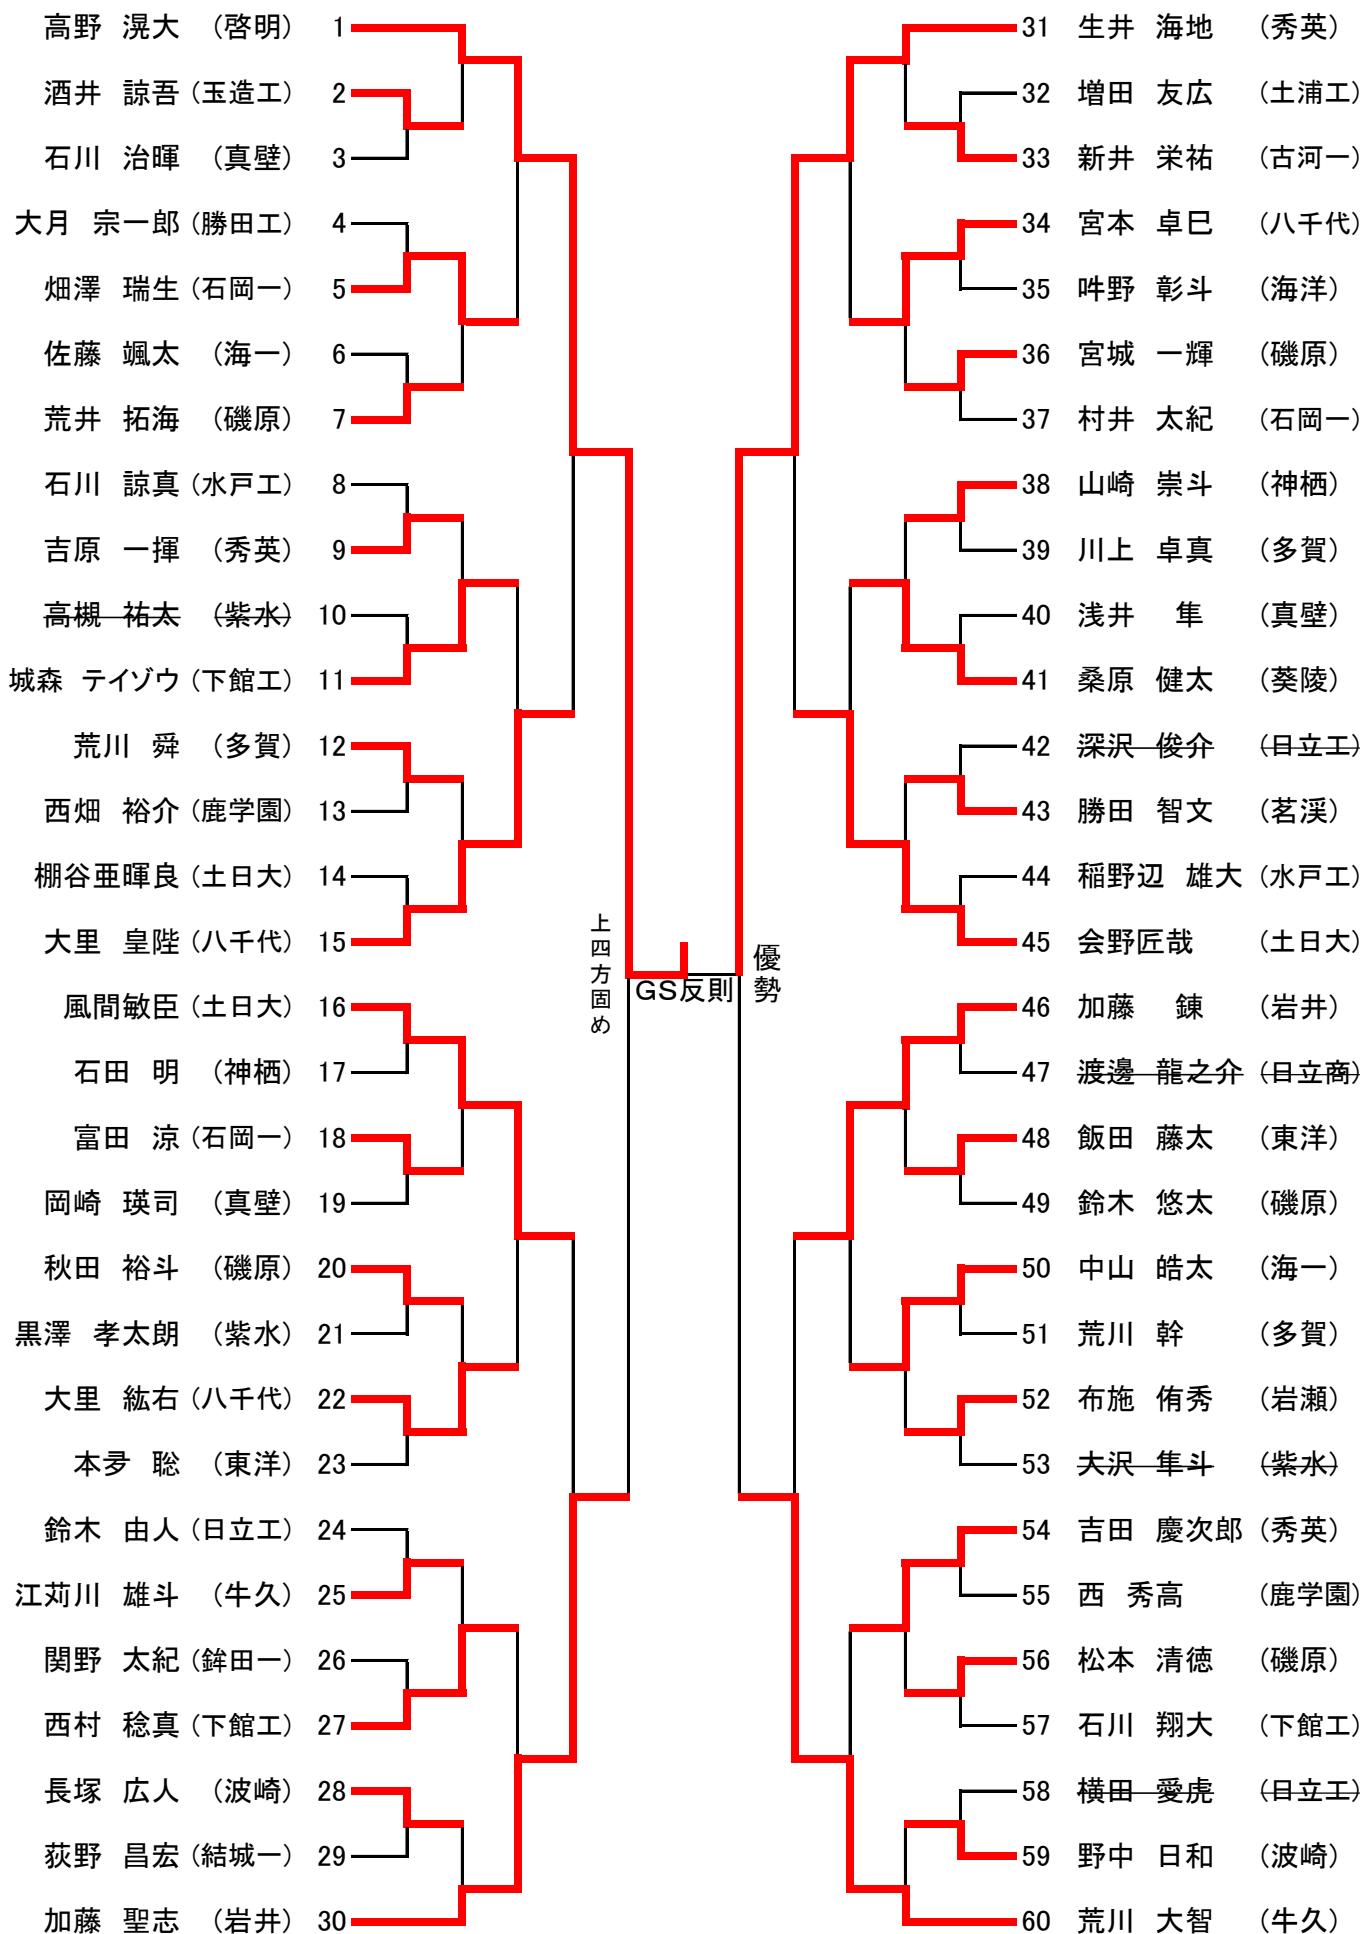 高野 滉大 （啓明） 1
酒井 諒吾（玉造工） 2
石川 治暉 （真壁） 3
大月 宗一郎（勝田工） 4
畑澤 瑞生（石岡一） 5
佐藤 颯太 （海一） 6
荒井 拓海 （磯原） 7
石川 諒真（水戸工） 8
吉原 一揮 （秀英） 9
高槻 祐太 （紫水） 10
城森 テイゾウ（下館工） 11
荒川 舜 （多賀） 12
西畑 裕介（鹿学園） 13
棚谷亜暉良（土日大） 14
大里 皇陛（八千代） 15
風間敏臣（土日大） 16
石田 明 （神栖） 17
富田 涼（石岡一） 18
岡崎 瑛司 （真壁） 19
秋田 裕斗 （磯原） 20
黒澤 孝太朗 （紫水） 21
大里 紘右（八千代） 22
本多 聡 （東洋） 23
鈴木 由人（日立工） 24
江苅川 雄斗 （牛久） 25
関野 太紀（鉾田一） 26
西村 稔真（下館工） 27
長塚 広人 （波崎） 28
荻野 昌宏（結城一） 29
加藤 聖志 （岩井） 30
上四方固め
GS反則
優勢
31 生井 海地 （秀英）
32 増田 友広 （土浦工）
33 新井 栄祐 （古河一）
34 宮本 卓巳 （八千代）
35 吽野 彰斗 （海洋）
36 宮城 一輝 （磯原）
37 村井 太紀 （石岡一）
38 山崎 崇斗 （神栖）
39 川上 卓真 （多賀）
40 浅井 隼 （真壁）
41 桑原 健太 （葵陵）
42 深沢 俊介 （日立工）
43 勝田 智文 （茗渓）
44 稲野辺 雄大（水戸工）
45 会野匠哉 （土日大）
46 加藤 錬 （岩井）
47 渡邊 龍之介（日立商）
48 飯田 藤太 （東洋）
49 鈴木 悠太 （磯原）
50 中山 皓太 （海一）
51 荒川 幹 （多賀）
52 布施 侑秀 （岩瀬）
53 大沢 隼斗 （紫水）
54 吉田 慶次郎（秀英）
55 西 秀高 （鹿学園）
56 松本 清徳 （磯原）
57 石川 翔大 （下館工）
58 横田 愛虎 （日立工）
59 野中 日和 （波崎）
60 荒川 大智 （牛久）